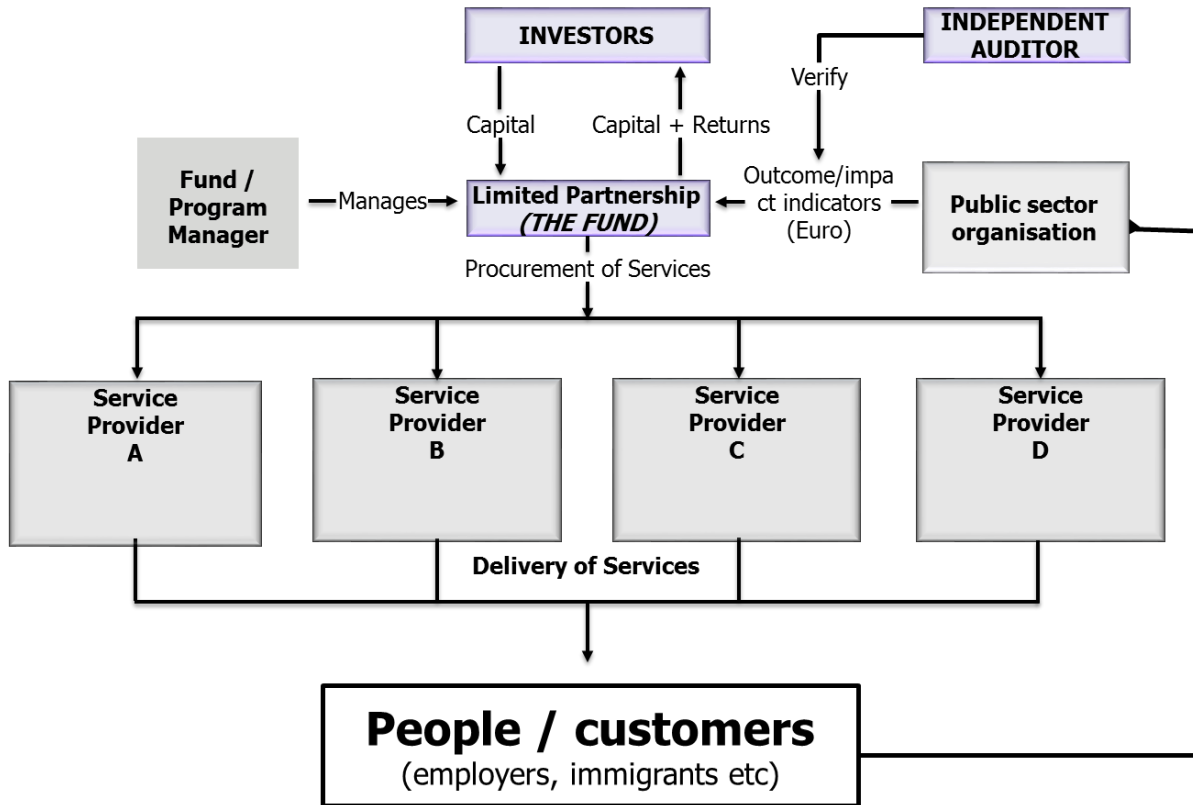 INVESTORS
INDEPENDENT
AUDITOR
Verify
Capital
Capital + Returns
Fund /
Program
Manager
Manages
Limited Partnership
(THE FUND)
Outcome/impa
ct indicators
(Euro)
Public sector
organisation
Procurement of Services
Service
Provider
A
Service
Provider
B
Service
Provider
C
Service
Provider
D
Delivery of Services
People / customers
(employers, immigrants etc)